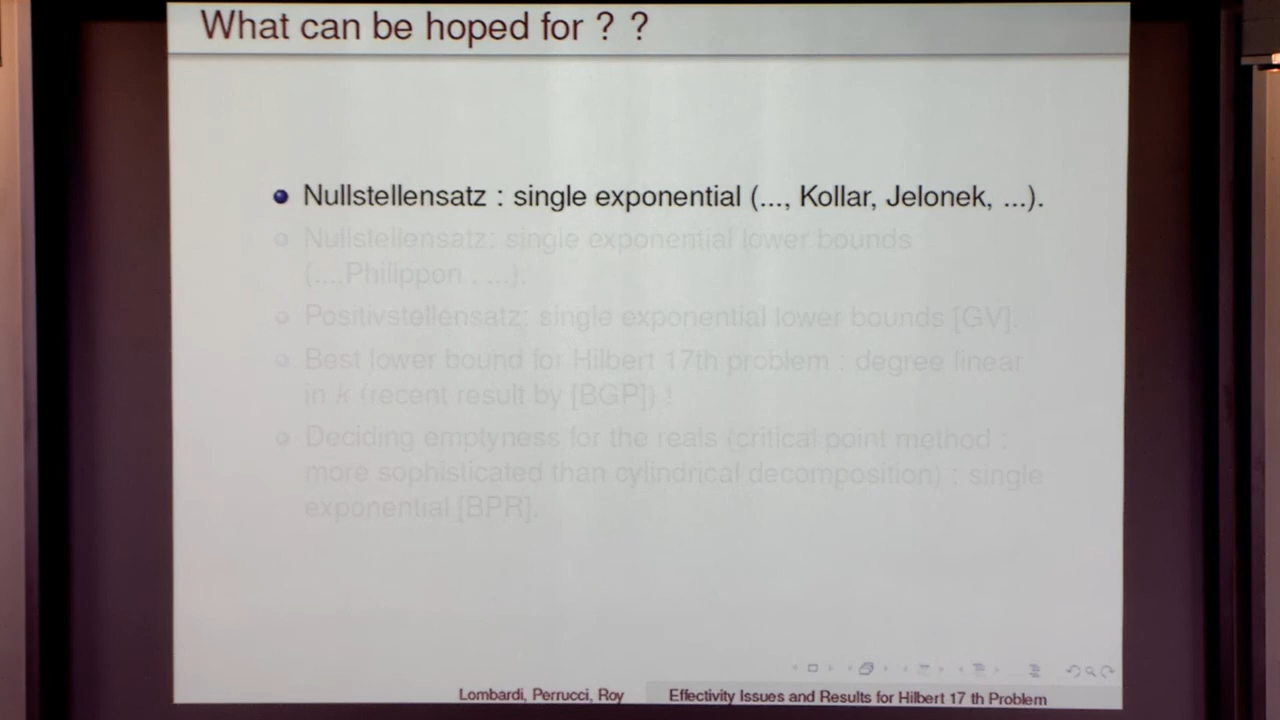 What can be hoped for ? ?
Nullstellensatz : single exponential (..., Kollar, Jelonek, ...).
Nullstellensatz: single exponential lower bounds
(...,Philippon , ...).
Positivstellensatz: single exponential lower bounds [GV].
Best lower bound for Hilbert 17th problem : degree linear
in k (recent result by [BGP]) !
Deciding emptyness for the reals (critical point method :
more sophisticated than cylindrical decomposition) : single
exponential [BPR].
Lombardi, Perrucci, Roy Effectivity Issues and Results for Hilbert 17 th Problem